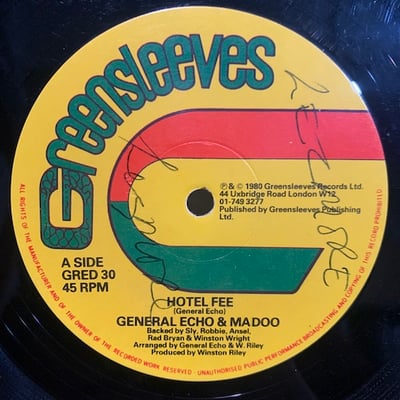 Greensleeves
℗ & © 1980 Greensleeves Records Ltd.
44 Uxbridge Road London W12
01-749 3277
Published by Greensleeves Publishing
Ltd.
A SIDE
GRED 30
45 RPM
HOTEL FEE
(General Echo)
GENERAL ECHO & MADOO
Backed by Sly, Robbie, Ansel,
Rad Bryan & Winston Wright
Arranged by General Echo & W. Riley
Produced by Winston Riley
ALL RIGHTS OF THE MANUFACTURER AND OF THE OWNER OF THE RECORDED WORK RESERVED - UNAUTHORISED PUBLIC PERFORMANCE BROADCASTING AND COPYING OF THIS RECORD PROHIBITED